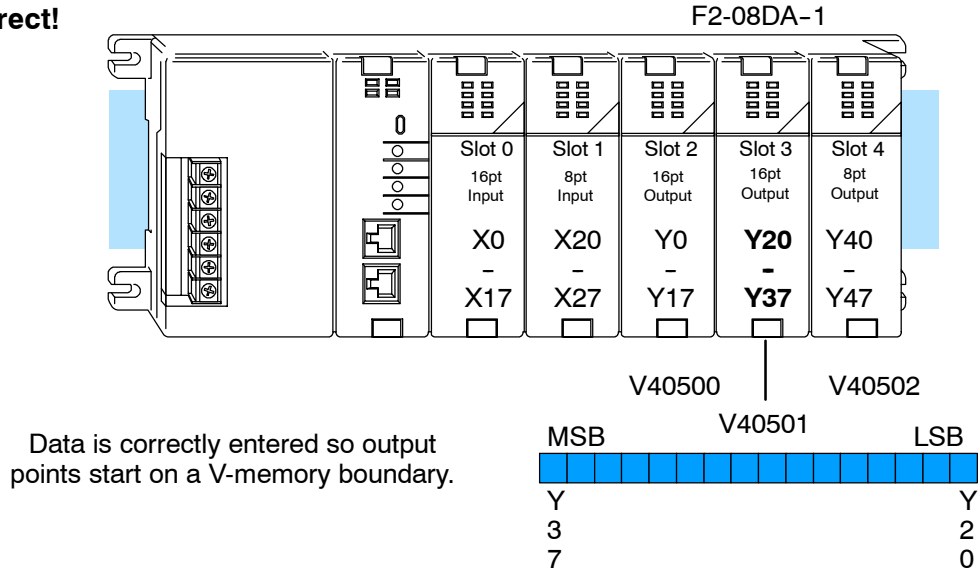 rect!
F2-08DA-1
Slot 0 Slot 1 Slot 2 Slot 3 Slot 4
16pt 8pt 16pt 16pt 8pt
Input Input Output Output Output
X0 X20 Y0 Y20 Y40
- - - - -
X17 X27 Y17 Y37 Y47
V40500 V40502
V40501
Data is correctly entered so output
points start on a V-memory boundary.
MSB LSB
Y Y
3 2
7 0